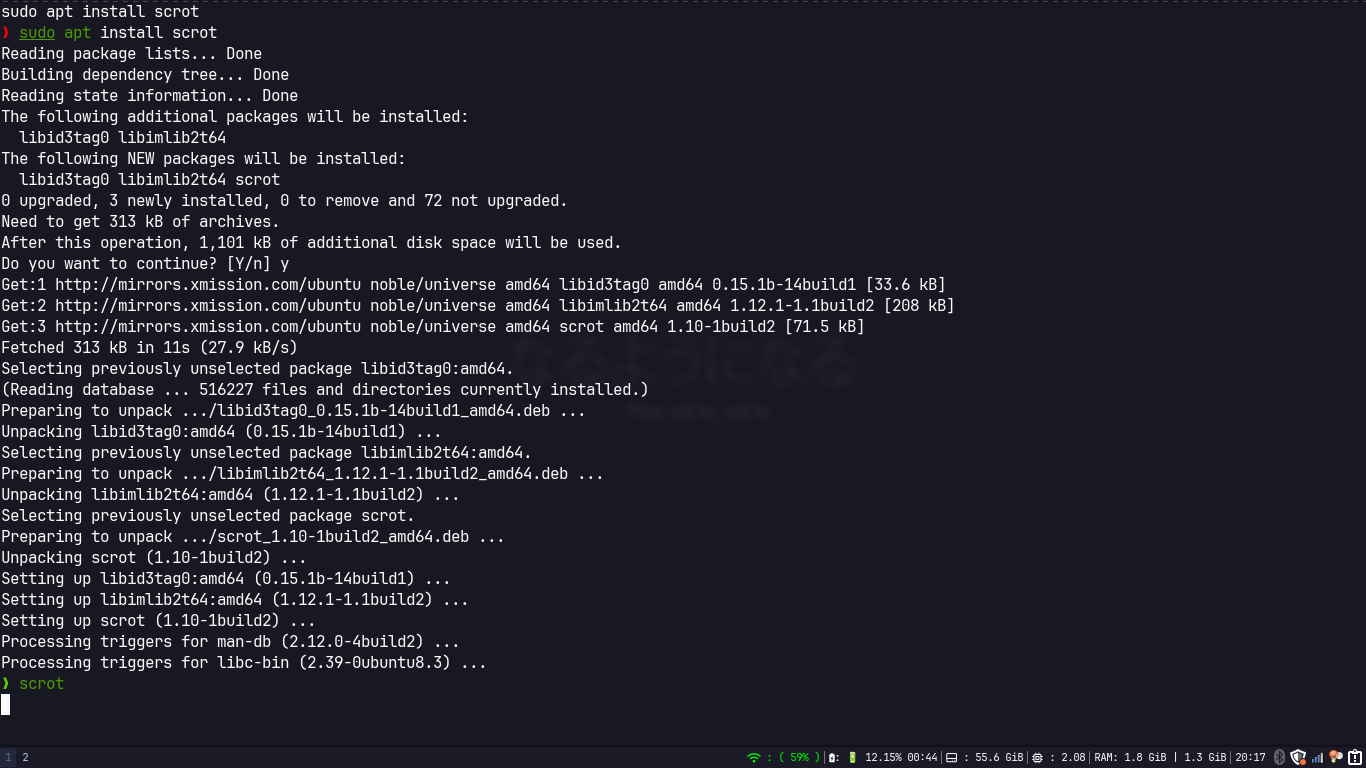 sudo apt install scrot
❯ sudo apt install scrot
Reading package lists... Done
Building dependency tree... Done
Reading state information... Done
The following additional packages will be installed:
  libid3tag0 libimlib2t64
The following NEW packages will be installed:
  libid3tag0 libimlib2t64 scrot
0 upgraded, 3 newly installed, 0 to remove and 72 not upgraded.
Need to get 313 kB of archives.
After this operation, 1,101 kB of additional disk space will be used.
Do you want to continue? [Y/n] y
Get:1 http://mirrors.xmission.com/ubuntu noble/universe amd64 libid3tag0 amd64 0.15.1b-14build1 [33.6 kB]
Get:2 http://mirrors.xmission.com/ubuntu noble/universe amd64 libimlib2t64 amd64 1.12.1-1.1build2 [208 kB]
Get:3 http://mirrors.xmission.com/ubuntu noble/universe amd64 scrot amd64 1.10-1build2 [71.5 kB]
Fetched 313 kB in 11s (27.9 kB/s)
なるようになる
Selecting previously unselected package libid3tag0:amd64.
(Reading database ... 516227 files and directories currently installed.)
Preparing to unpack .../libid3tag0_0.15.1b-14build1_amd64.deb ...
Unpacking libid3tag0:amd64 (0.15.1b-14build1) ...
Selecting previously unselected package libimlib2t64:amd64.
Preparing to unpack .../libimlib2t64_1.12.1-1.1build2_amd64.deb ...
Unpacking libimlib2t64:amd64 (1.12.1-1.1build2) ...
Selecting previously unselected package scrot.
Preparing to unpack .../scrot_1.10-1build2_amd64.deb ...
Unpacking scrot (1.10-1build2) ...
Setting up libid3tag0:amd64 (0.15.1b-14build1) ...
Setting up libimlib2t64:amd64 (1.12.1-1.1build2) ...
Setting up scrot (1.10-1build2) ...
Processing triggers for man-db (2.12.0-4build2) ...
Processing triggers for libc-bin (2.39-0ubuntu8.3) ...
❯ scrot
1 2 : ( 59% )| : 12.15% 00:44| : 55.6 GiB| : 2.08|RAM: 1.8 GiB | 1.3 GiB|20:17